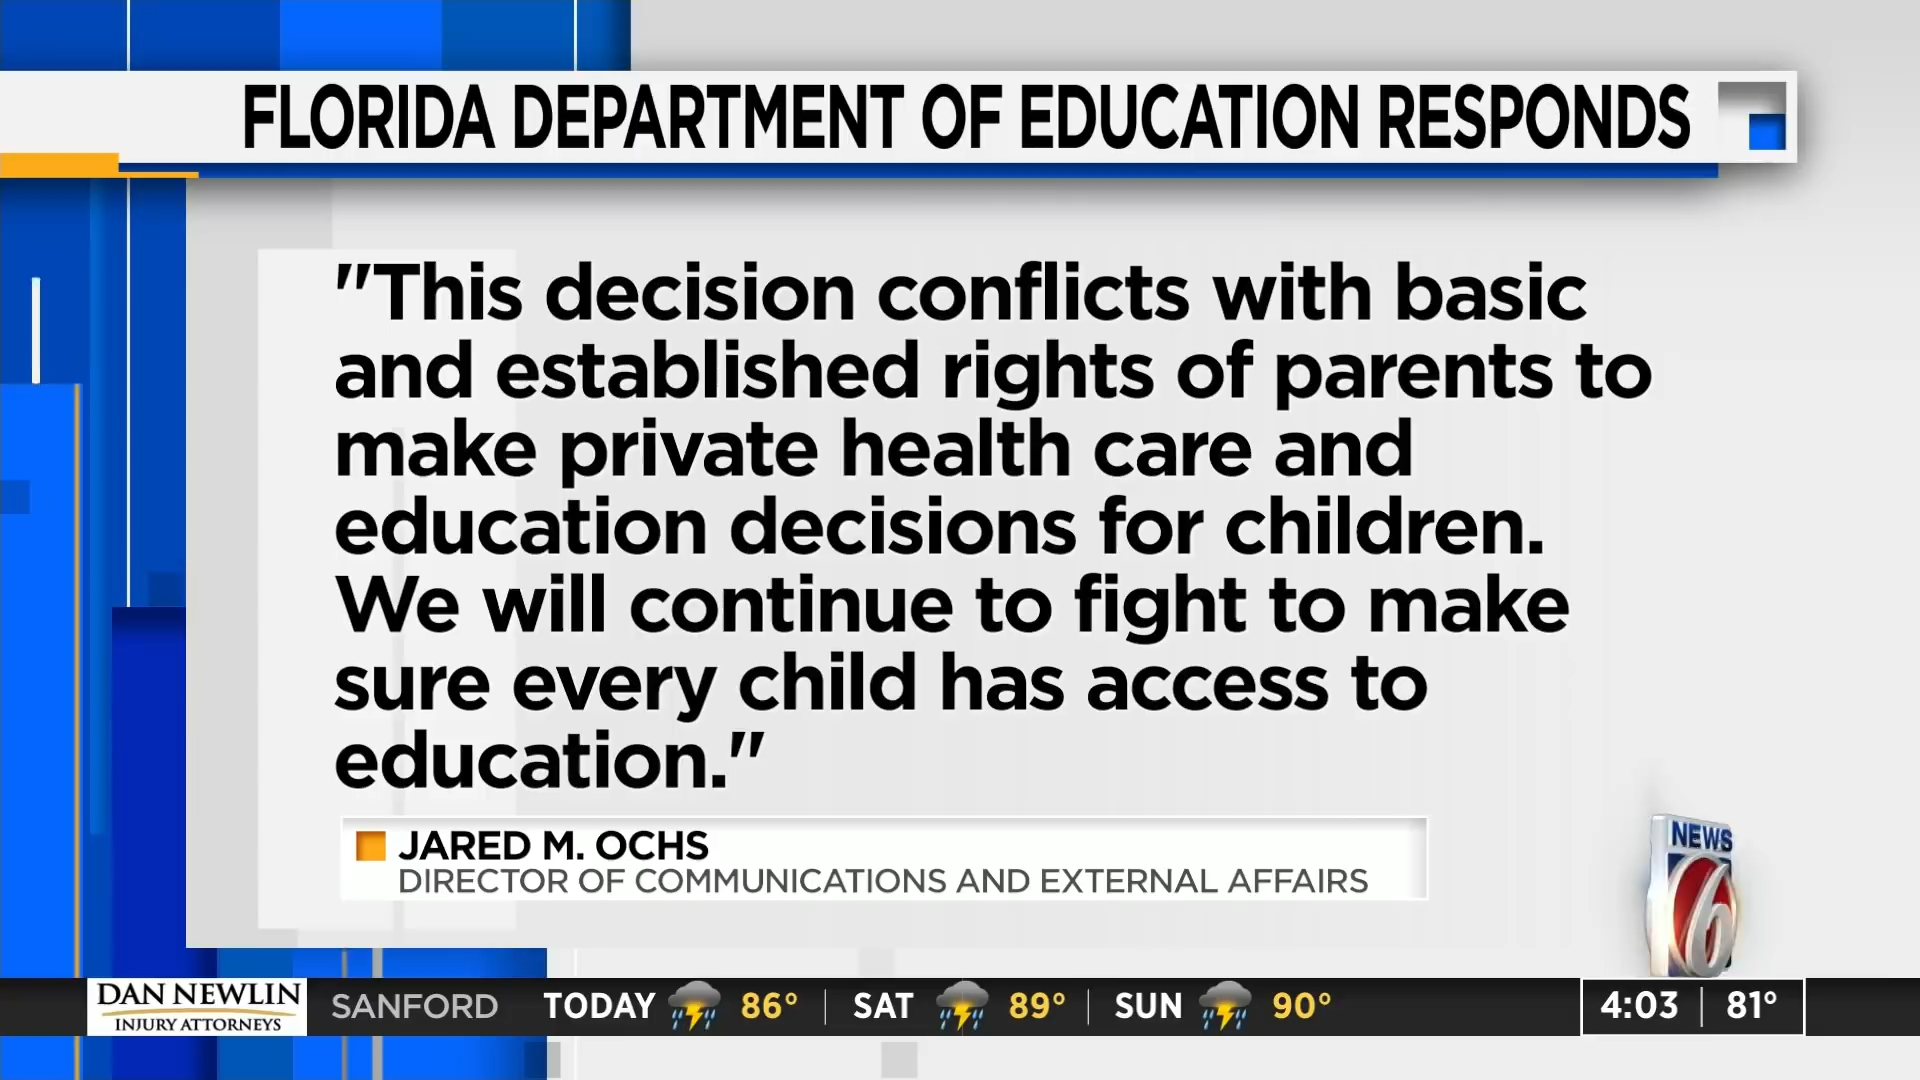 FLORIDA DEPARTMENT OF EDUCATION RESPONDS
"This decision conflicts with basic
and established rights of parents to
make private health care and
education decisions for children.
We will continue to fight to make
sure every child has access to
education."
JARED M. OCHS
DIRECTOR OF COMMUNICATIONS AND EXTERNAL AFFAIRS
NEWS
6
DAN NEWLIN
INJURY ATTORNEYS
SANFORD TODAY 86° SAT 89° SUN 90°
4:03 81°